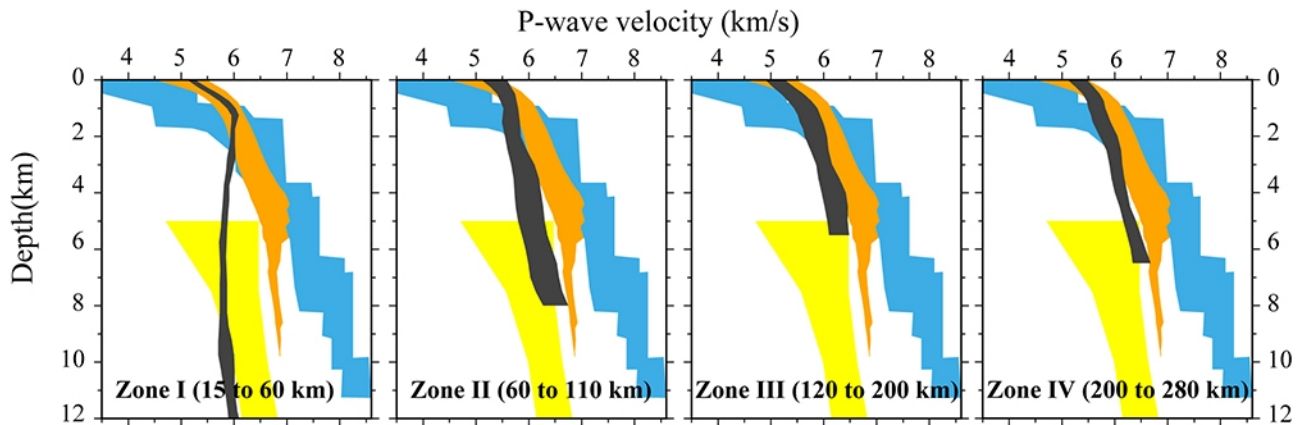 P-wave velocity (km/s)
4 5 6 7 8 4 5 6 7 8 4 5 6 7 8 4 5 6 7 8
0 0
2 2
4 4
6 6
8 8
10 10
12 12
Depth(km)
Zone I (15 to 60 km) Zone II (60 to 110 km) Zone III (120 to 200 km) Zone IV (200 to 280 km)